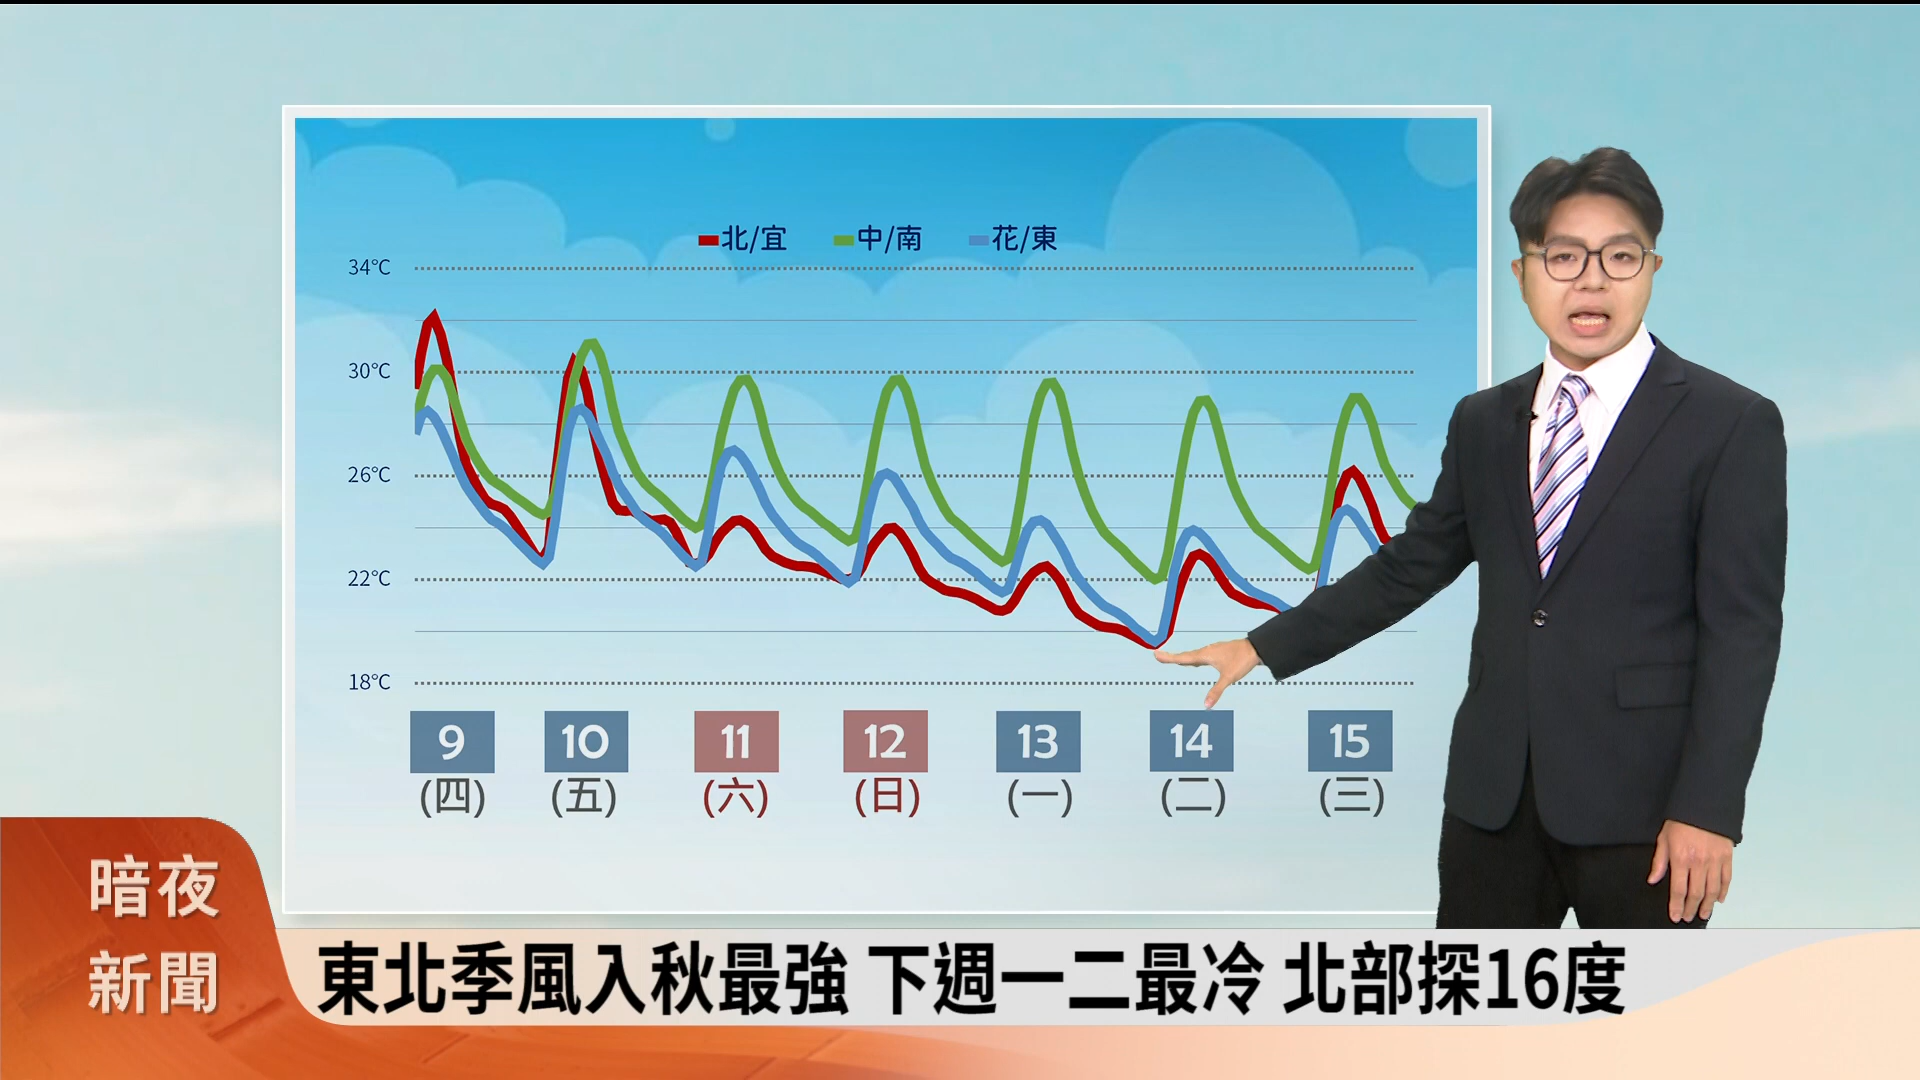 北/宜 中/南 花/東
34℃
30℃
26℃
22℃
18℃
9 10 11 12 13 14 15
(四) (五) (六) (日) (一) (二) (三)
暗夜
新聞
東北季風入秋最強 下週一二最冷 北部探16度